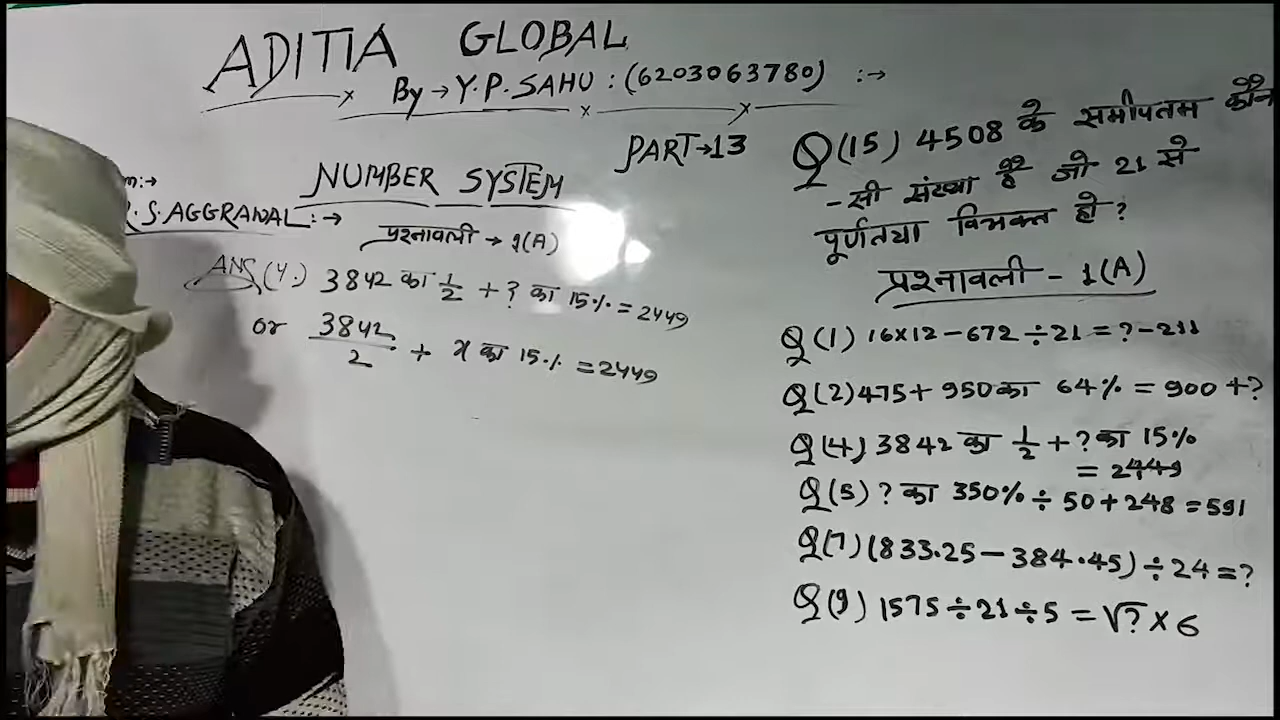 ADITIA GLOBAL
By → Y.P. SAHU : (6203063780) :→
PART→13
NUMBER SYSTEM
m:→
.S.AGGRAWAL:→
प्रश्नावली → 1(A)
ANS(4.) 3842 का 1/2 + ? का 15% = 2449
or 3842/2 + x का 15% = 2449
Q(15) 4508 के समीपतम कौन
-सी संख्या है जो 21 से
पूर्णतया विभक्त हो?
प्रश्नावली - 1(A)
Q(1) 16×12-672÷21=?-211
Q(2) 475+950 का 64% = 900 +?
Q(4) 3842 का 1/2 +? का 15%
= 2449
Q(5) ? का 350% ÷ 50+248=591
Q(7) (833.25-384.45)÷24=?
Q(9) 1575÷21÷5=√?×6